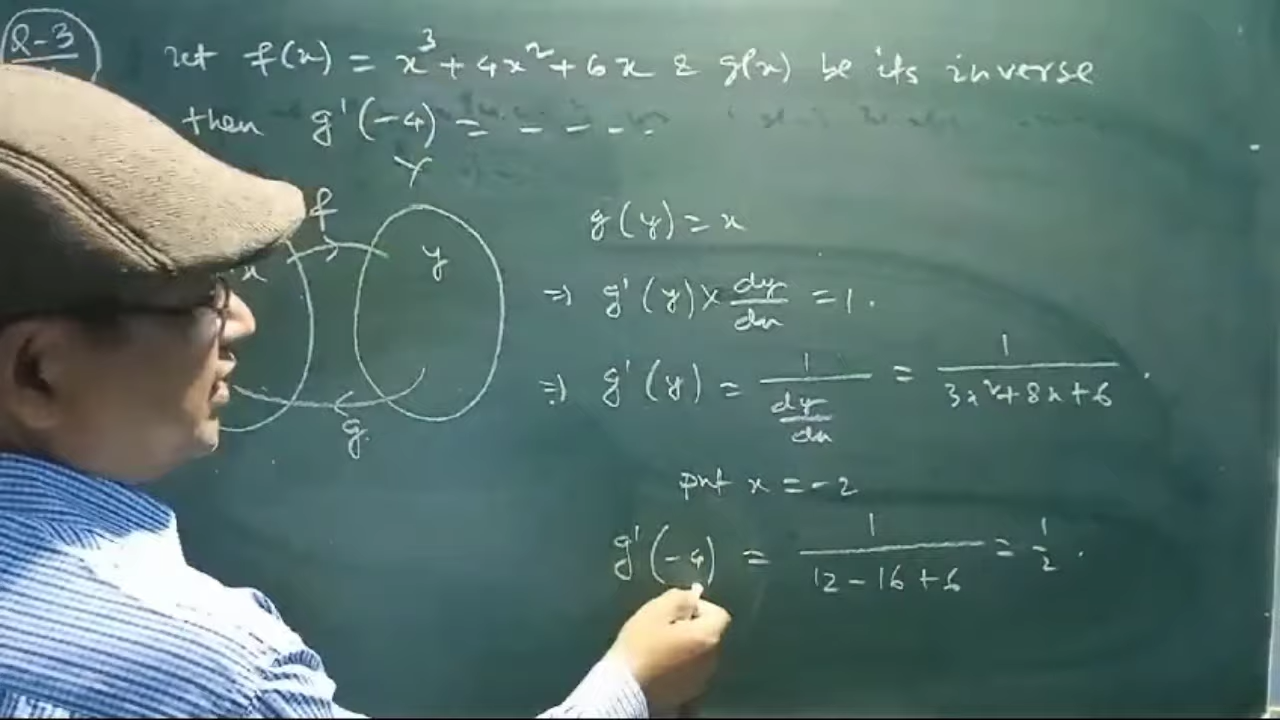 Q-3
Let f(x) = x³ + 4x² + 6x & g(x) be its inverse
then g'(-4) = - - - -.
Y
f
x
y
g.
g(y) = x
⇒ g'(y) × dy/dx = 1.
⇒ g'(y) = 1/(dy/dx) = 1/(3x²+8x+6).
put x = -2
g'(-4) = 1/(12-16+6) = 1/2.